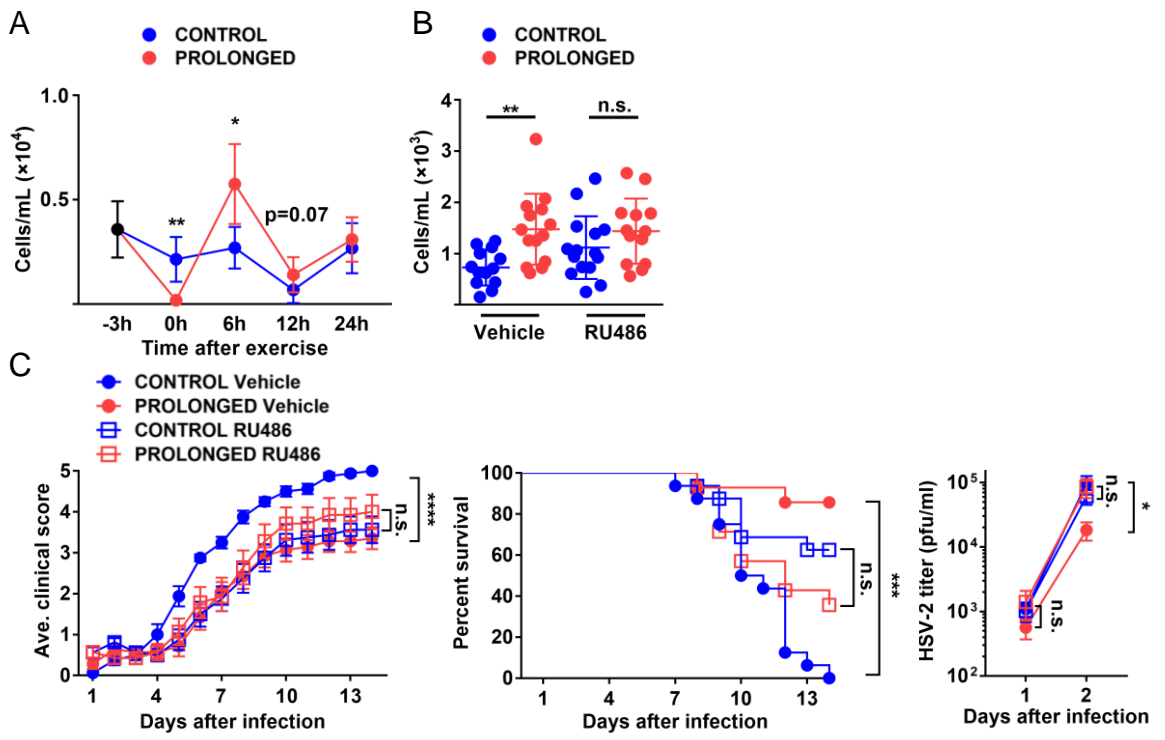 A
CONTROL
PROLONGED
Cells/mL (×10⁴)
1.0
0.5
**
*
p=0.07
-3h 0h 6h 12h 24h
Time after exercise
B
CONTROL
PROLONGED
Cells/mL (×10³)
4
3
2
1
0
**
n.s.
Vehicle RU486
C
CONTROL Vehicle
PROLONGED Vehicle
CONTROL RU486
PROLONGED RU486
Ave. clinical score
5
4
3
2
1
0
n.s.
****
1 4 7 10 13
Days after infection
Percent survival
100
80
60
40
20
0
n.s.
***
1 4 7 10 13
Days after infection
HSV-2 titer (pfu/ml)
10⁵
10⁴
10³
10²
n.s.
n.s.
*
1 2
Days after infection